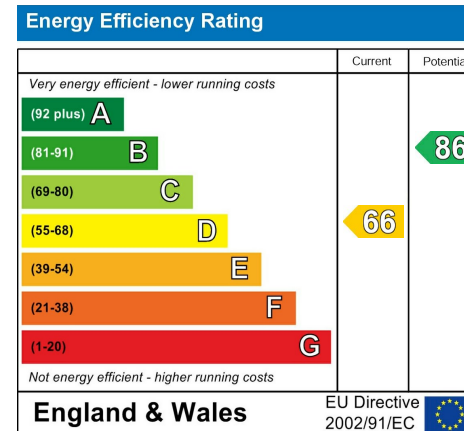 Energy Efficiency Rating
Current Potentia
Very energy efficient - lower running costs
(92 plus) A
(81-91) B 86
(69-80) C
(55-68) D 66
(39-54) E
(21-38) F
(1-20) G
Not energy efficient - higher running costs
England & Wales
EU Directive
2002/91/EC